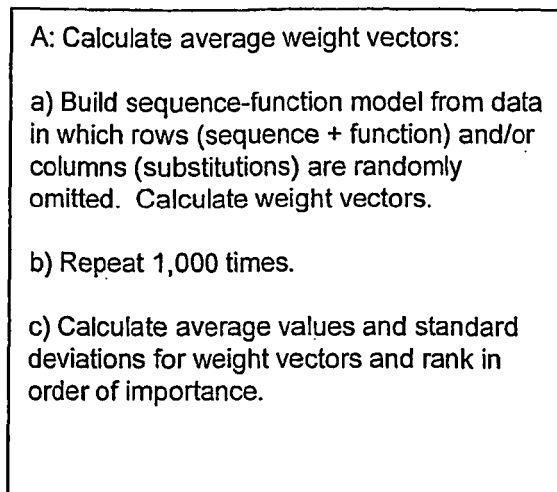 A: Calculate average weight vectors:
a) Build sequence-function model from data
in which rows (sequence + function) and/or
columns (substitutions) are randomly
omitted. Calculate weight vectors.
b) Repeat 1,000 times.
c) Calculate average values and standard
deviations for weight vectors and rank in
order of importance.